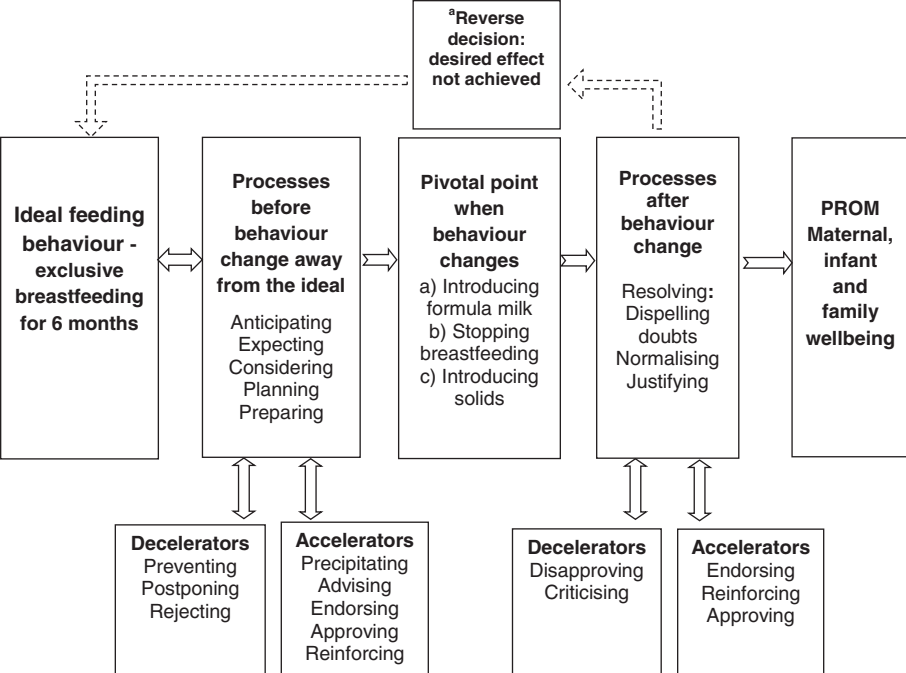 aReverse
decision:
desired effect
not achieved
Ideal feeding
behaviour -
exclusive
breastfeeding
for 6 months
Processes
before
behaviour
change away
from the ideal
Anticipating
Expecting
Considering
Planning
Preparing
Pivotal point
when
behaviour
changes
a) Introducing
formula milk
b) Stopping
breastfeeding
c) Introducing
solids
Processes
after
behaviour
change
Resolving:
Dispelling
doubts
Normalising
Justifying
PROM
Maternal,
infant
and
family
wellbeing
Decelerators
Preventing
Postponing
Rejecting
Accelerators
Precipitating
Advising
Endorsing
Approving
Reinforcing
Decelerators
Disapproving
Criticising
Accelerators
Endorsing
Reinforcing
Approving